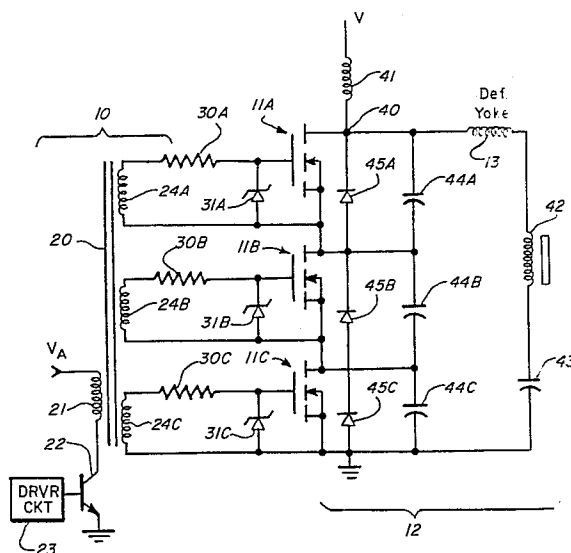 V
41
10
30A
11A
40
Def.
Yoke
13
24A
31A
45A
44A
42
20
30B
11B
24B
31B
45B
44B
VA
30C
11C
43
21
24C
31C
45C
44C
22
DRVR
CKT
23
12